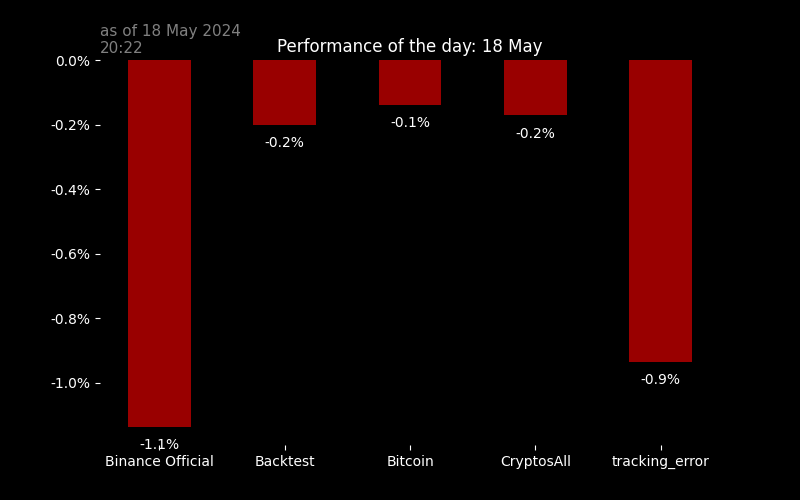 as of 18 May 2024
20:22
Performance of the day: 18 May
0.0%
-0.2%
-0.4%
-0.6%
-0.8%
-1.0%
-1.1%
-0.2%
-0.1%
-0.2%
-0.9%
Binance Official
Backtest
Bitcoin
CryptosAll
tracking_error